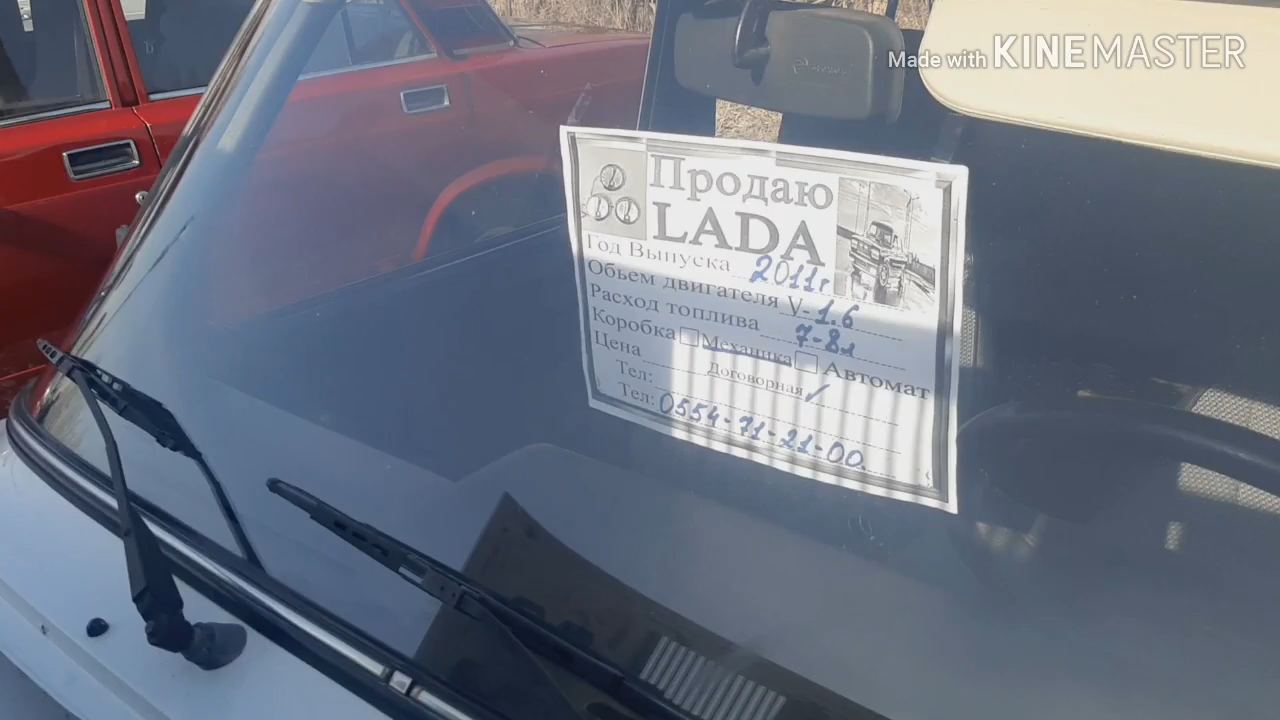 Made with KINEMASTER
Продаю
LADA
Год Выпуска 2011г
Обьем двигателя V-1.6
Расход топлива 7-8л
Коробка Механика Автомат
Цена Договорная
Тел:
Тел: 0554-71-21-00